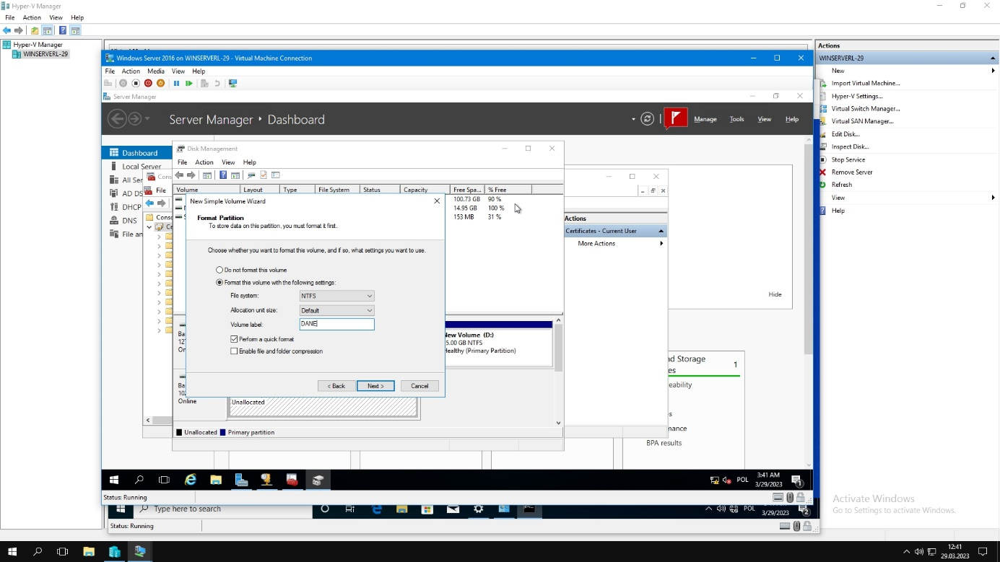 Hyper-V Manager
File Action View Help
Hyper-V Manager
WINSERVERL-29
Windows Server 2016 on WINSERVERL-29 - Virtual Machine Connection
File Action Media View Help
Server Manager
Server Manager • Dashboard
Manage Tools View Help
Dashboard
Local Server
All Ser
AD DS
DHCP
DNS
File an
Cons
File
Conso
Ce
Disk Management
File Action View Help
Volume Layout Type File System Status Capacity Free Spa... % Free
100.73 GB 90 %
14.95 GB 100 %
153 MB 31 %
New Simple Volume Wizard
Format Partition
To store data on this partition, you must format it first.
Choose whether you want to format this volume, and if so, what settings you want to use.
Do not format this volume
Format this volume with the following settings:
File system: NTFS
Allocation unit size: Default
Volume label: DANE
Perform a quick format
Enable file and folder compression
< Back Next > Cancel
Ba
127
On
New Volume (D:)
5.00 GB NTFS
Healthy (Primary Partition)
Ba
102
Online
Unallocated
Unallocated Primary partition
Actions
Certificates - Current User
More Actions
Hide
nd Storage
es
1
eability
s
mance
BPA results
POL
3:41 AM
3/29/2023
1
Status: Running
Type here to search
POL
3/29/2023
2
Status: Running
Actions
WINSERVERL-29
New
Import Virtual Machine...
Hyper-V Settings...
Virtual Switch Manager...
Virtual SAN Manager...
Edit Disk...
Inspect Disk...
Stop Service
Remove Server
Refresh
View
Help
Activate Windows
Go to Settings to activate Windows.
12:41
29.03.2023